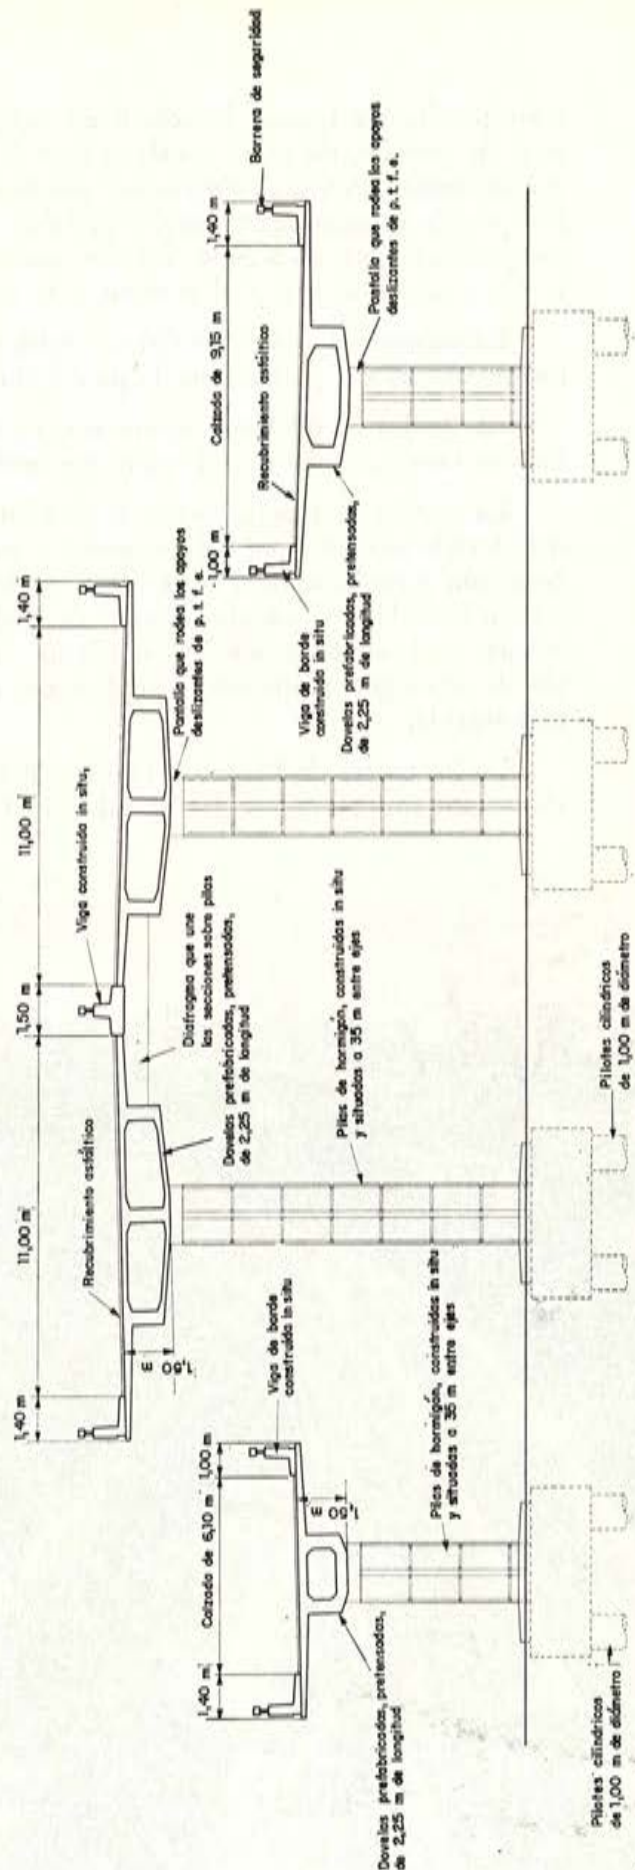 1,40 m
11,00 m
1,50 m
11,00 m
1,40 m
Viga construida in situ,
Recubrimiento asfáltico
1,40 m
Calzada de 6,10 m
1,00 m
1,00 m
Calzada de 9,15 m
1,40 m
Barrera de seguridad
Recubrimiento asfáltico
Viga de borde
construida in situ
Diafragma que une
las secciones sobre pilas
Pantalla que rodea los apoyos
deslizantes de p. t. f. e.
Viga de borde
construida in situ
Dovelas prefabricadas, pretensadas,
de 2,25 m de longitud
Dovelas prefabricadas, pretensadas,
de 2,25 m de longitud
Dovelas prefabricadas, pretensadas,
de 2,25 m de longitud
Pantalla que rodea los apoyos
deslizantes de p. t. f. e.
1,80 m
Pilas de hormigón, construidas in situ
y situadas a 35 m entre ejes
Pilas de hormigón, construidas in situ
y situadas a 35 m entre ejes
Pilotes cilíndricos
de 1,00 m de diámetro
Pilotes cilíndricos
de 1,00 m de diámetro